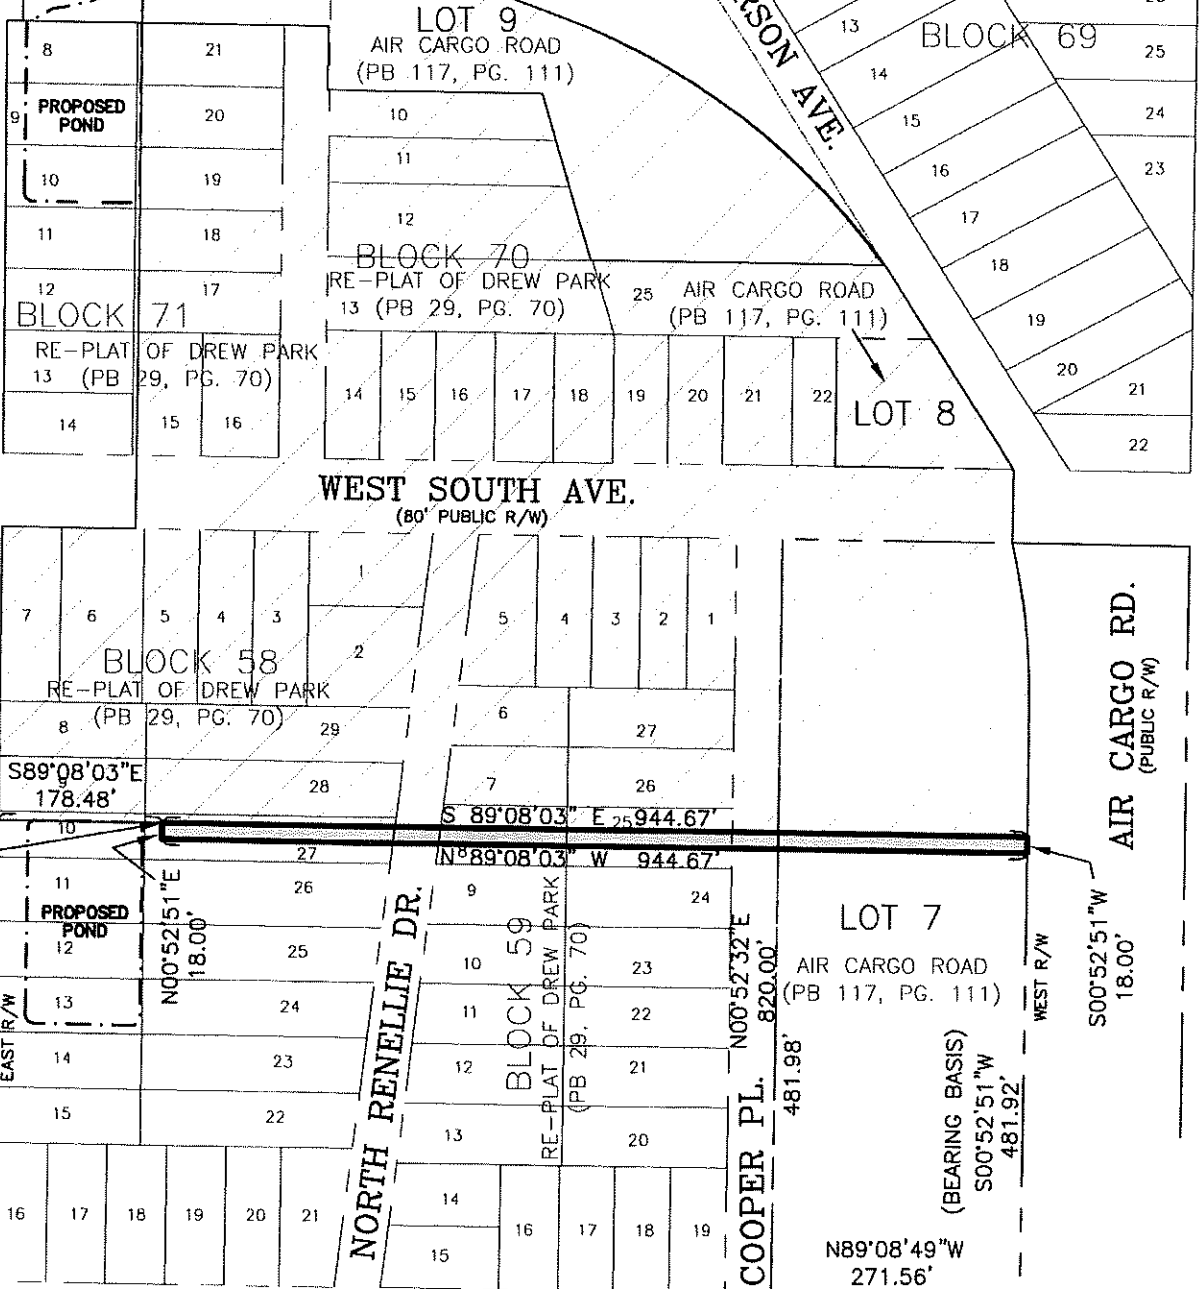 LOT 9
AIR CARGO ROAD
(PB 117, PG. 111)
RSON AVE.
BLOCK 69
13
14
15
16
17
18
19
20
25
24
23
21
22
8
21
9
PROPOSED
POND
20
10
19
11
18
12
17
BLOCK 71
RE-PLAT OF DREW PARK
13 (PB 29, PG. 70)
14
15
16
10
11
12
BLOCK 70
RE-PLAT OF DREW PARK
13 (PB 29, PG. 70)
25
AIR CARGO ROAD
(PB 117, PG. 111)
14
15
16
17
18
19
20
21
22
LOT 8
WEST SOUTH AVE.
(80' PUBLIC R/W)
7
6
5
4
3
1
2
BLOCK 58
RE-PLAT OF DREW PARK
(PB 29, PG. 70)
8
29
5
4
3
2
1
6
27
7
26
AIR CARGO RD.
(PUBLIC R/W)
S89°08'03"E
178.48'
9
28
10
S 89°08'03" E 944.67'
25
N 89°08'03" W 944.67'
8
27
11
26
PROPOSED
POND
12
25
13
24
14
23
15
22
N00°52'51"E
18.00'
EAST R/W
NORTH RENELLIE DR.
9
24
10
23
11
22
12
21
13
20
14
15
BLOCK 59
RE-PLAT OF DREW PARK
(PB 29, PG. 70)
N00°52'32"E
820.00'
481.98'
COOPER PL.
LOT 7
AIR CARGO ROAD
(PB 117, PG. 111)
WEST R/W
S00°52'51"W
18.00'
(BEARING BASIS)
S00°52'51"W
481.92'
16
17
18
19
20
21
16
17
18
19
N89°08'49"W
271.56'